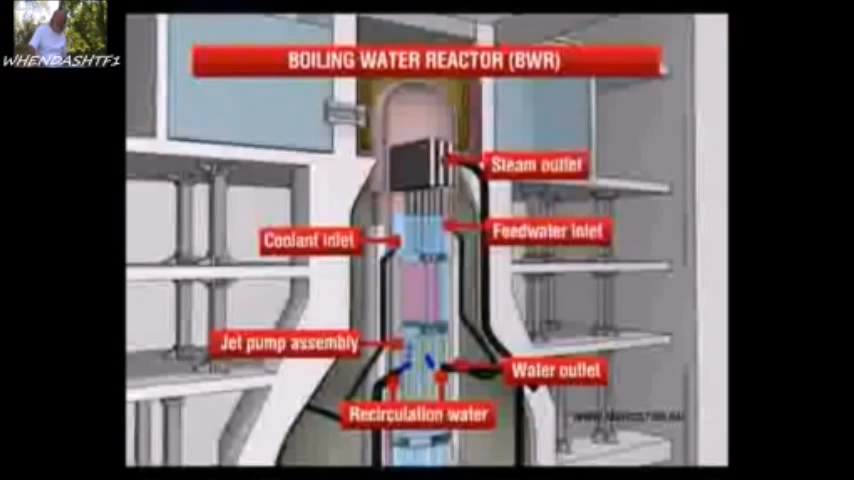 WHENDASHTF1
BOILING WATER REACTOR (BWR)
Steam outlet
Feedwater inlet
Coolant inlet
Jet pump assembly
Water outlet
Recirculation water